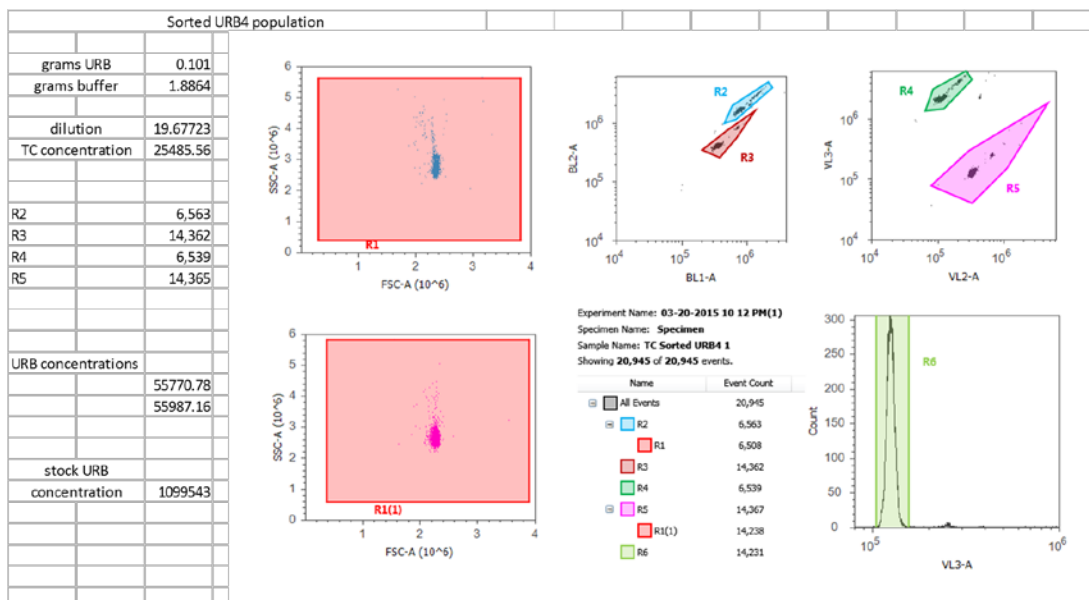 Sorted URB4 population
grams URB 0.101
grams buffer 1.8864
dilution 19.67723
TC concentration 25485.56
R2 6,563
R3 14,362
R4 6,539
R5 14,365
URB concentrations
55770.78
55987.16
stock URB
concentration 1099543
6
5
4
3
2
1
0
SSC-A (10^6)
R1
1 2 3 4
FSC-A (10^6)
10^6
10^5
10^4
BL2-A
R2
R3
10^4 10^5 10^6
BL1-A
10^6
10^5
10^4
VL3-A
R4
R5
10^4 10^5 10^6
VL2-A
6
5
4
3
2
1
0
SSC-A (10^6)
R1(1)
1 2 3 4
FSC-A (10^6)
Experiment Name: 03-20-2015 10 12 PM(1)
Specimen Name: Specimen
Sample Name: TC Sorted URB4 1
Showing 20,945 of 20,945 events.
Name Event Count
All Events 20,945
R2 6,563
R1 6,508
R3 14,362
R4 6,539
R5 14,367
R1(1) 14,238
R6 14,231
300
250
200
150
100
50
0
Count
R6
10^5 10^6
VL3-A